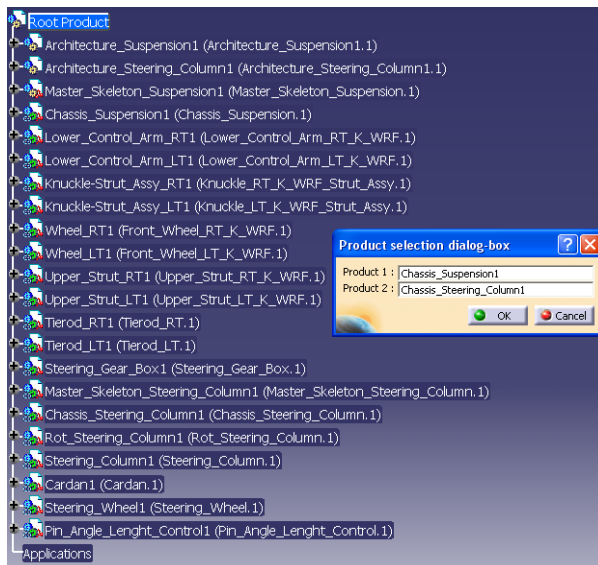 Root Product
Architecture_Suspension1 (Architecture_Suspension1.1)
Architecture_Steering_Column1 (Architecture_Steering_Column1.1)
Master_Skeleton_Suspension1 (Master_Skeleton_Suspension.1)
Chassis_Suspension1 (Chassis_Suspension.1)
Lower_Control_Arm_RT1 (Lower_Control_Arm_RT_K_WRF.1)
Lower_Control_Arm_LT1 (Lower_Control_Arm_LT_K_WRF.1)
Knuckle-Strut_Assy_RT1 (Knuckle_RT_K_WRF_Strut_Assy.1)
Knuckle-Strut_Assy_LT1 (Knuckle_LT_K_WRF_Strut_Assy.1)
Wheel_RT1 (Front_Wheel_RT_K_WRF.1)
Wheel_LT1 (Front_Wheel_LT_K_WRF.1)
Upper_Strut_RT1 (Upper_Strut_RT_K_WRF.1)
Upper_Strut_LT1 (Upper_Strut_LT_K_WRF.1)
Tierod_RT1 (Tierod_RT.1)
Tierod_LT1 (Tierod_LT.1)
Steering_Gear_Box1 (Steering_Gear_Box.1)
Master_Skeleton_Steering_Column1 (Master_Skeleton_Steering_Column.1)
Chassis_Steering_Column1 (Chassis_Steering_Column.1)
Rot_Steering_Column1 (Rot_Steering_Column.1)
Steering_Column1 (Steering_Column.1)
Cardan1 (Cardan.1)
Steering_Wheel1 (Steering_Wheel.1)
Pin_Angle_Lenght_Control1 (Pin_Angle_Lenght_Control.1)
Applications
Product selection dialog-box
Product 1 : Chassis_Suspension1
Product 2 : Chassis_Steering_Column1
OK Cancel